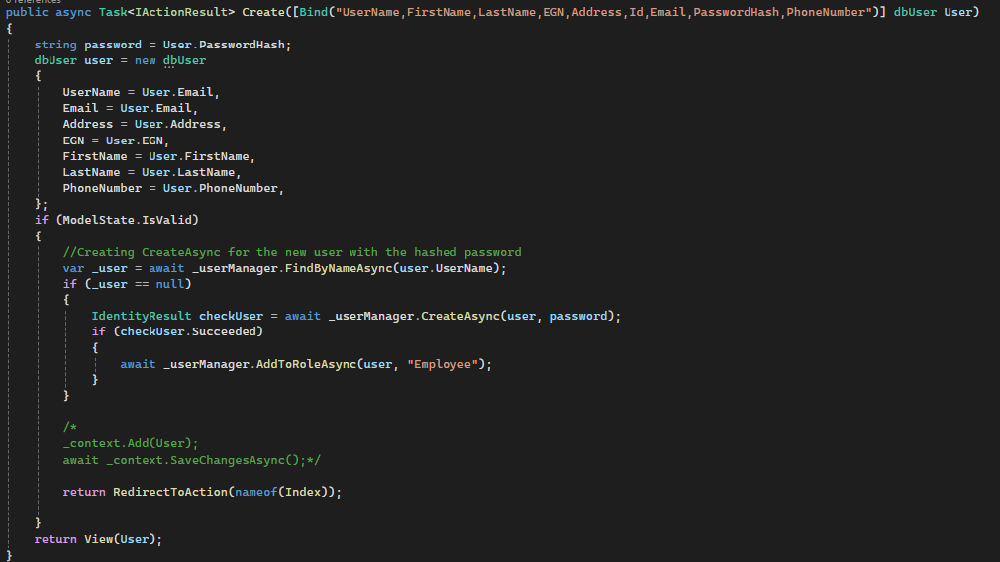 0 references
public async Task<IActionResult> Create([Bind("UserName,FirstName,LastName,EGN,Address,Id,Email,PasswordHash,PhoneNumber")] dbUser User)
{
    string password = User.PasswordHash;
    dbUser user = new dbUser
    {
        UserName = User.Email,
        Email = User.Email,
        Address = User.Address,
        EGN = User.EGN,
        FirstName = User.FirstName,
        LastName = User.LastName,
        PhoneNumber = User.PhoneNumber,
    };
    if (ModelState.IsValid)
    {
        //Creating CreateAsync for the new user with the hashed password
        var _user = await _userManager.FindByNameAsync(user.UserName);
        if (_user == null)
        {
            IdentityResult checkUser = await _userManager.CreateAsync(user, password);
            if (checkUser.Succeeded)
            {
                await _userManager.AddToRoleAsync(user, "Employee");
            }
        }

        /*
        _context.Add(User);
        await _context.SaveChangesAsync();*/

        return RedirectToAction(nameof(Index));

    }
    return View(User);
}